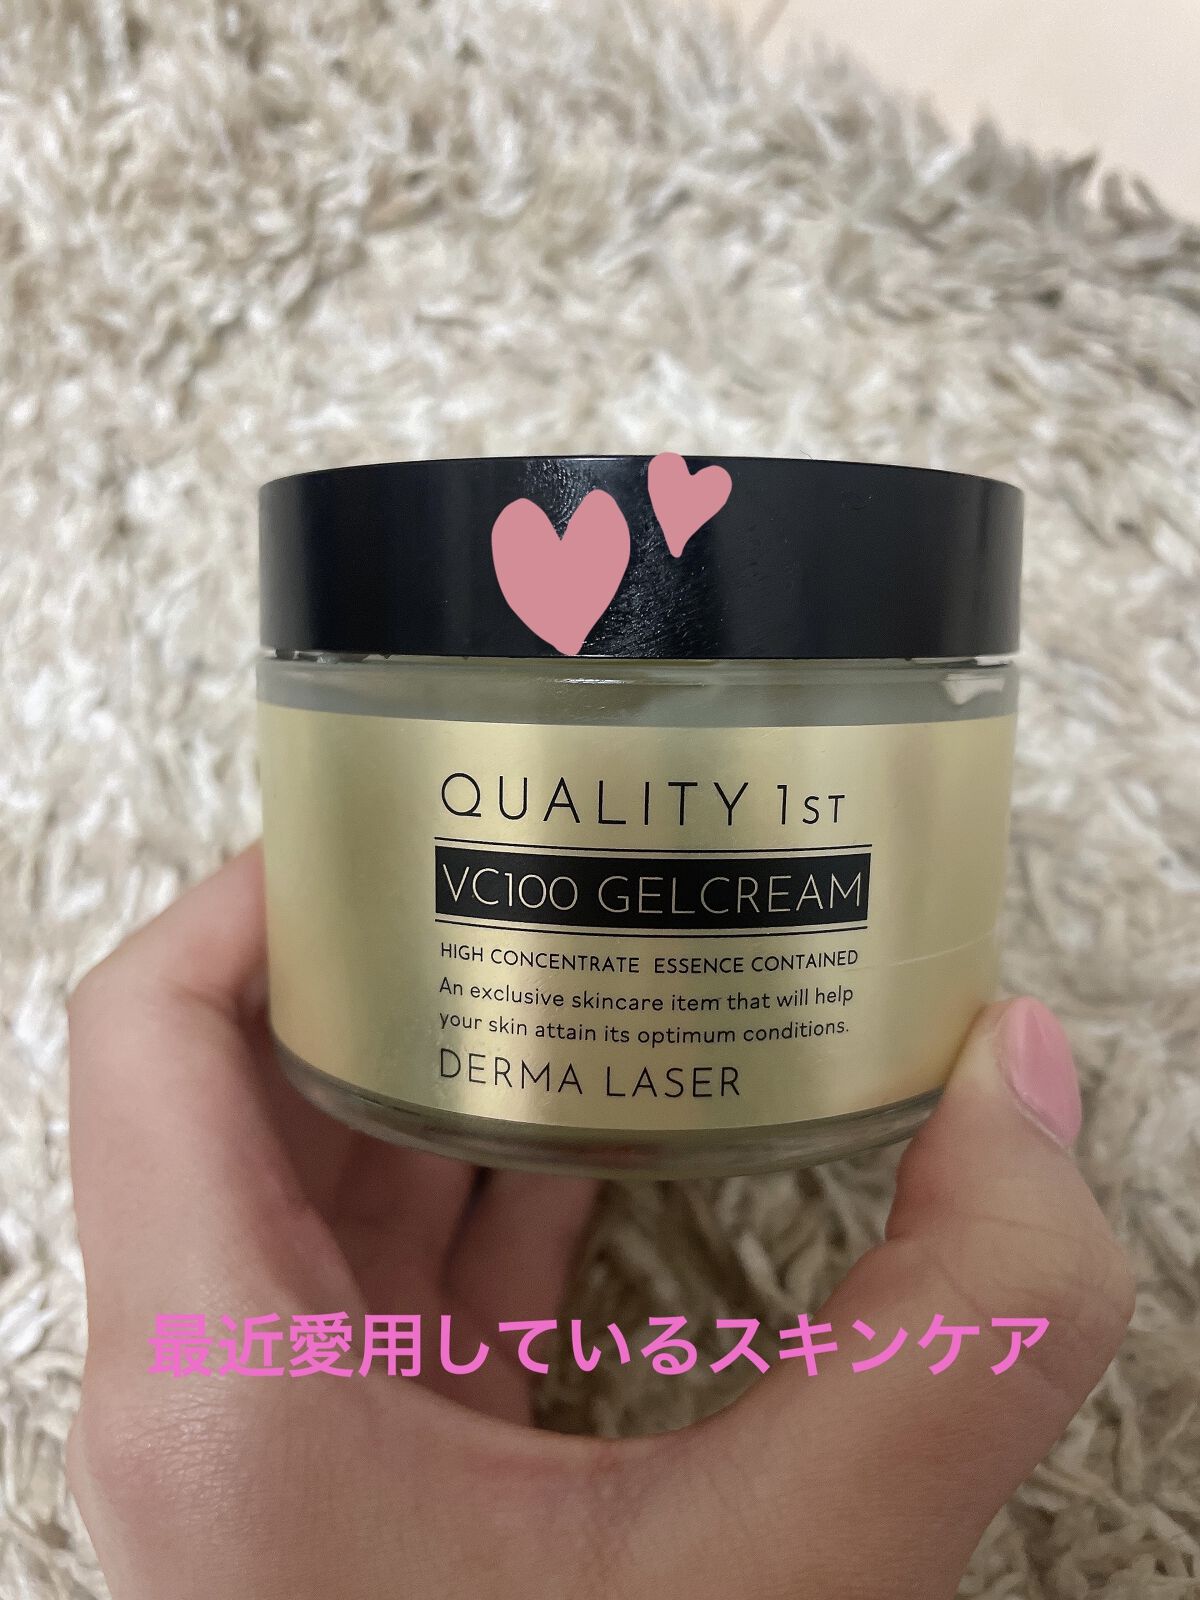 QUALITY 1ST
VC100 GELCREAM
HIGH CONCENTRATE ESSENCE CONTAINED
An exclusive skincare item that will help
your skin attain its optimum conditions.
DERMA LASER
最近愛用しているスキンケア